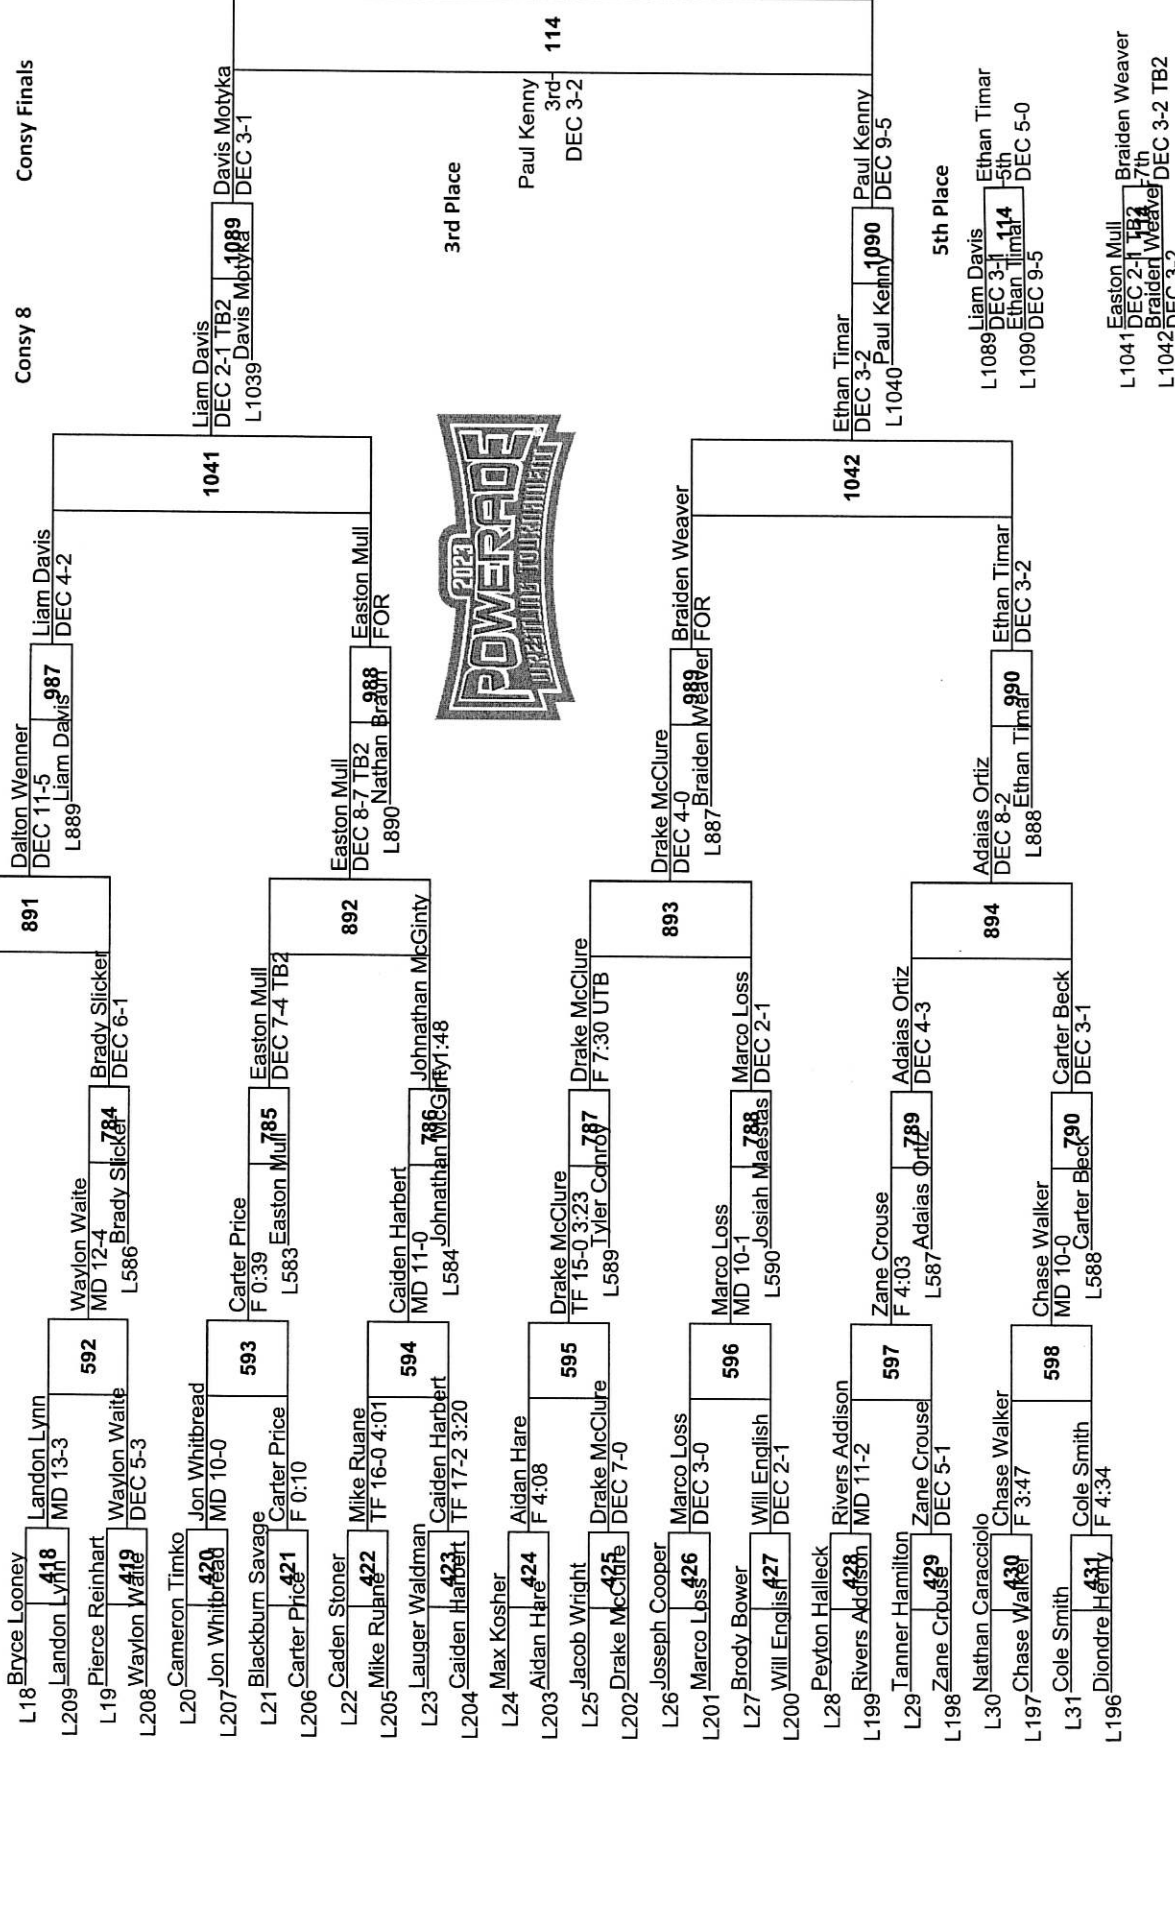 Consy 8
Consy Finals
L18
Bryce Looney
418
L209
Landon Lynn
Landon Lynn
MD 13-3
L19
Pierce Reinhart
419
L208
Waylon Waite
Waylon Waite
DEC 5-3
592
Waylon Waite
MD 12-4
784
L586
Brady Slicker
Brady Slicker
DEC 6-1
891
Dalton Wenner
DEC 11-5
987
L889
Liam Davis
Liam Davis
DEC 4-2
L20
Cameron Timko
420
L207
Jon Whitbread
Jon Whitbread
MD 10-0
L21
Blackburn Savage
421
L206
Carter Price
Carter Price
F 0:10
593
Carter Price
F 0:39
785
L583
Easton Mull
Easton Mull
DEC 7-4 TB2
L22
Caden Stoner
422
L205
Mike Ruane
Mike Ruane
TF 16-0 4:01
L23
Lauger Waldman
423
L204
Caiden Harbert
Caiden Harbert
TF 17-2 3:20
594
Caiden Harbert
MD 11-0
786
L584
Johnathan McGinty
Johnathan McGinty
F 1:48
892
Easton Mull
DEC 8-7 TB2
988
L890
Nathan Braun
Easton Mull
FOR
1041
Liam Davis
DEC 2-1 TB2
1089
L1039
Davis Motyka
Davis Motyka
DEC 3-1
2023
POWERADE
WRESTLING TOURNAMENT
L24
Max Kosher
424
L203
Aidan Hare
Aidan Hare
F 4:08
L25
Jacob Wright
425
L202
Drake McClure
Drake McClure
DEC 7-0
595
Drake McClure
TF 15-0 3:23
787
L589
Tyler Conroy
Drake McClure
F 7:30 UTB
L26
Joseph Cooper
426
L201
Marco Loss
Marco Loss
DEC 3-0
L27
Brody Bower
427
L200
Will English
Will English
DEC 2-1
596
Marco Loss
MD 10-1
788
L590
Josiah Maestas
Marco Loss
DEC 2-1
893
Drake McClure
DEC 4-0
989
L887
Braiden Weaver
Braiden Weaver
FOR
L28
Peyton Halleck
428
L199
Rivers Addison
Rivers Addison
MD 11-2
L29
Tanner Hamilton
429
L198
Zane Crouse
Zane Crouse
DEC 5-1
597
Zane Crouse
F 4:03
789
L587
Adaias Ortiz
Adaias Ortiz
DEC 4-3
L30
Nathan Caracciolo
430
L197
Chase Walker
Chase Walker
F 3:47
L31
Cole Smith
431
L196
Diondre Henry
Cole Smith
F 4:34
598
Chase Walker
MD 10-0
790
L588
Carter Beck
Carter Beck
DEC 3-1
894
Adaias Ortiz
DEC 8-2
990
L888
Ethan Timar
Ethan Timar
DEC 3-2
1042
Ethan Timar
DEC 3-2
1090
L1040
Paul Kenny
Paul Kenny
DEC 9-5
114
3rd Place
Paul Kenny
3rd
DEC 3-2
5th Place
L1089
Liam Davis
DEC 3-1
114
L1090
Ethan Timar
DEC 9-5
Ethan Timar
5th
DEC 5-0
L1041
Easton Mull
DEC 2-1 TB2
114
L1042
Braiden Weaver
DEC 3-2
Braiden Weaver
7th
DEC 3-2 TB2